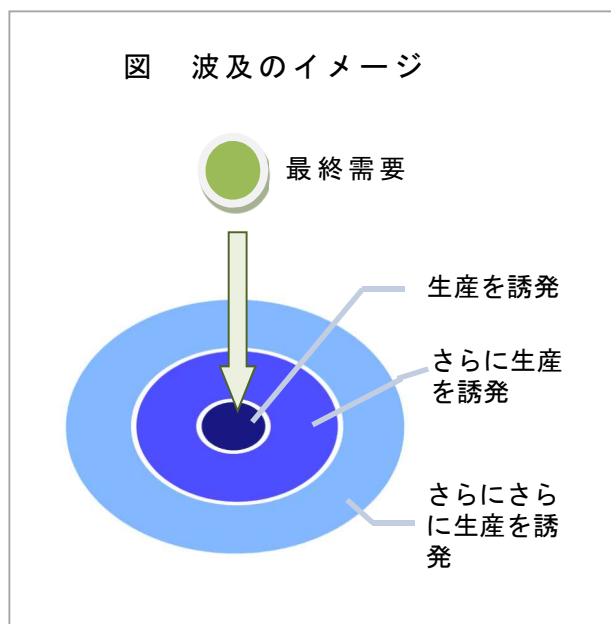 図　波及のイメージ
最終需要
生産を誘発
さらに生産
を誘発
さらにさら
に生産を誘
発